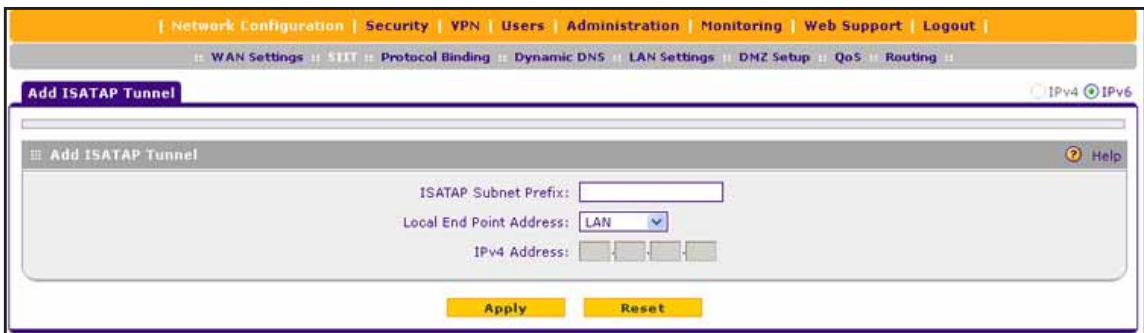 | Network Configuration | Security | VPN | Users | Administration | Monitoring | Web Support | Logout |
:: WAN Settings :: SIIT :: Protocol Binding :: Dynamic DNS :: LAN Settings :: DMZ Setup :: QoS :: Routing ::
Add ISATAP Tunnel
IPv4 IPv6
Add ISATAP Tunnel
? Help
ISATAP Subnet Prefix:
Local End Point Address: LAN
IPv4 Address: . . .
Apply Reset